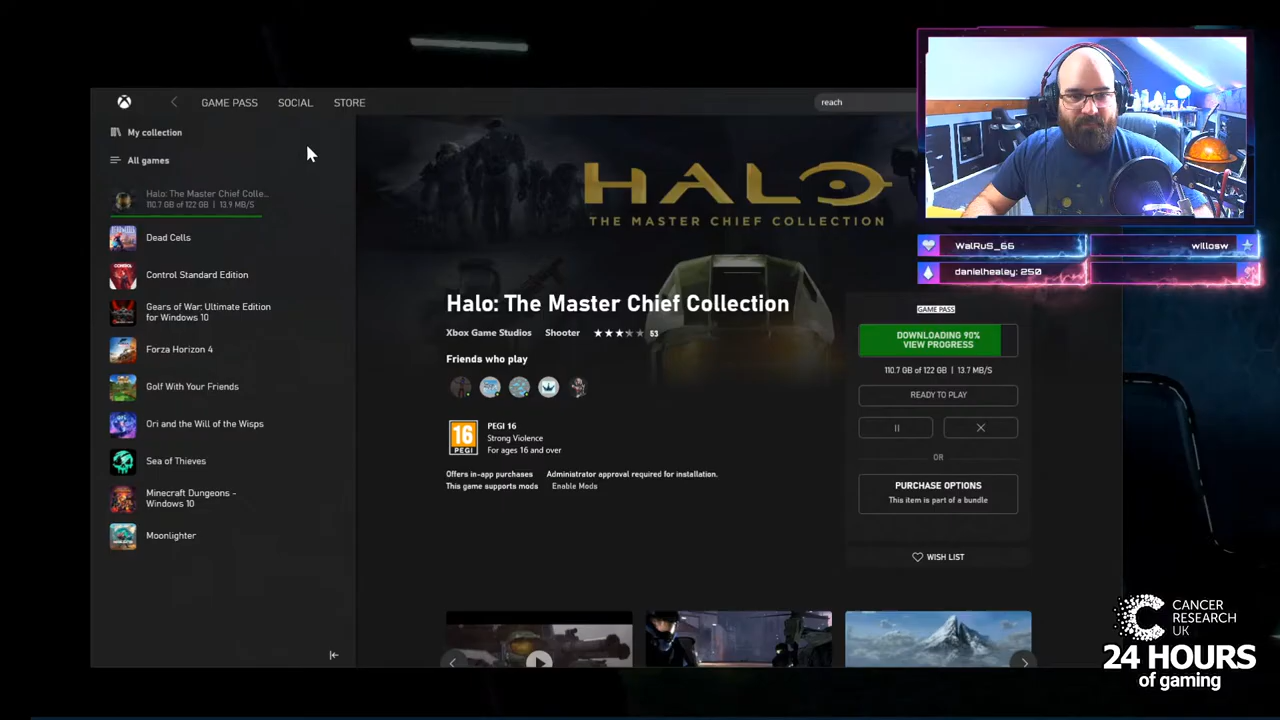 GAME PASS
SOCIAL
STORE
reach
My collection
All games
Halo: The Master Chief Colle...
110.7 GB of 122 GB | 13.9 MB/S
Dead Cells
Control Standard Edition
Gears of War: Ultimate Edition
for Windows 10
Forza Horizon 4
Golf With Your Friends
Ori and the Will of the Wisps
Sea of Thieves
Minecraft Dungeons -
Windows 10
Moonlighter
HALO
THE MASTER CHIEF COLLECTION
Halo: The Master Chief Collection
Xbox Game Studios
Shooter
53
Friends who play
16
PEGI
PEGI 16
Strong Violence
For ages 16 and over
Offers in-app purchases
Administrator approval required for installation.
This game supports mods
Enable Mods
GAME PASS
DOWNLOADING 90%
VIEW PROGRESS
110.7 GB of 122 GB | 13.7 MB/S
READY TO PLAY
OR
PURCHASE OPTIONS
This item is part of a bundle
WISH LIST
WalRuS_66
willosw
danielhealey: 250
CANCER
RESEARCH
UK
24 HOURS
of gaming